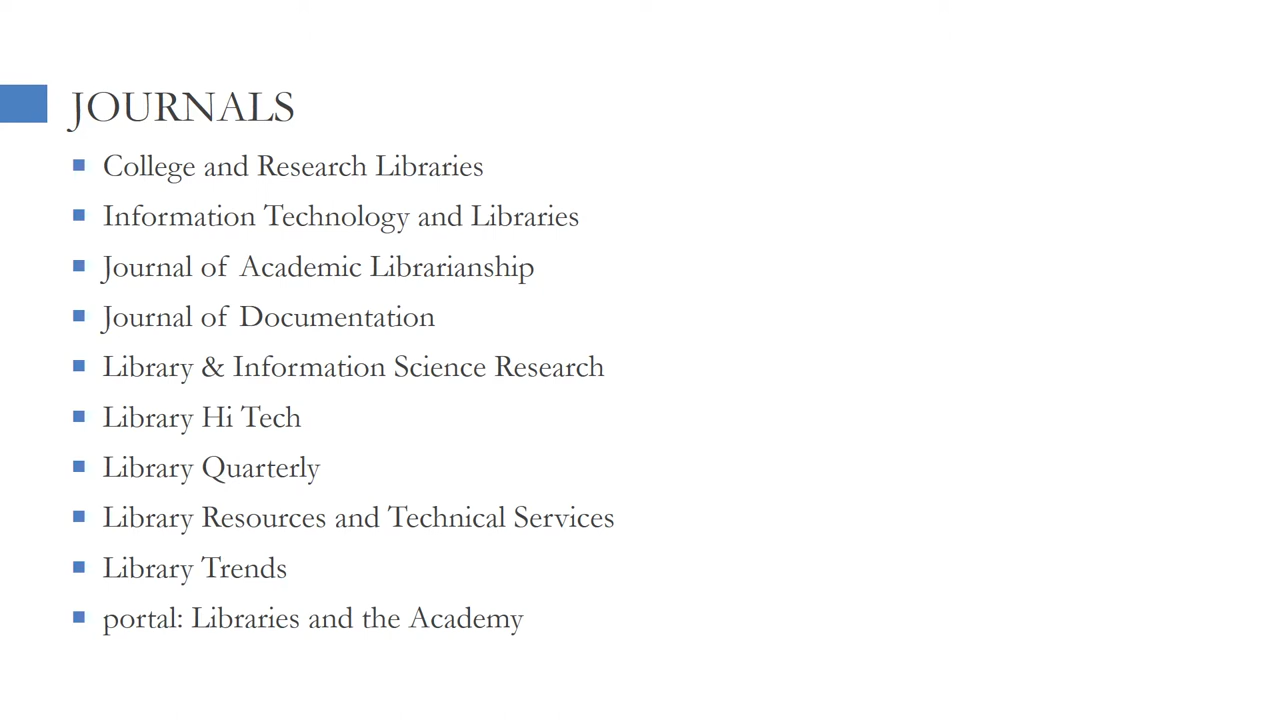 JOURNALS
College and Research Libraries
Information Technology and Libraries
Journal of Academic Librarianship
Journal of Documentation
Library & Information Science Research
Library Hi Tech
Library Quarterly
Library Resources and Technical Services
Library Trends
portal: Libraries and the Academy